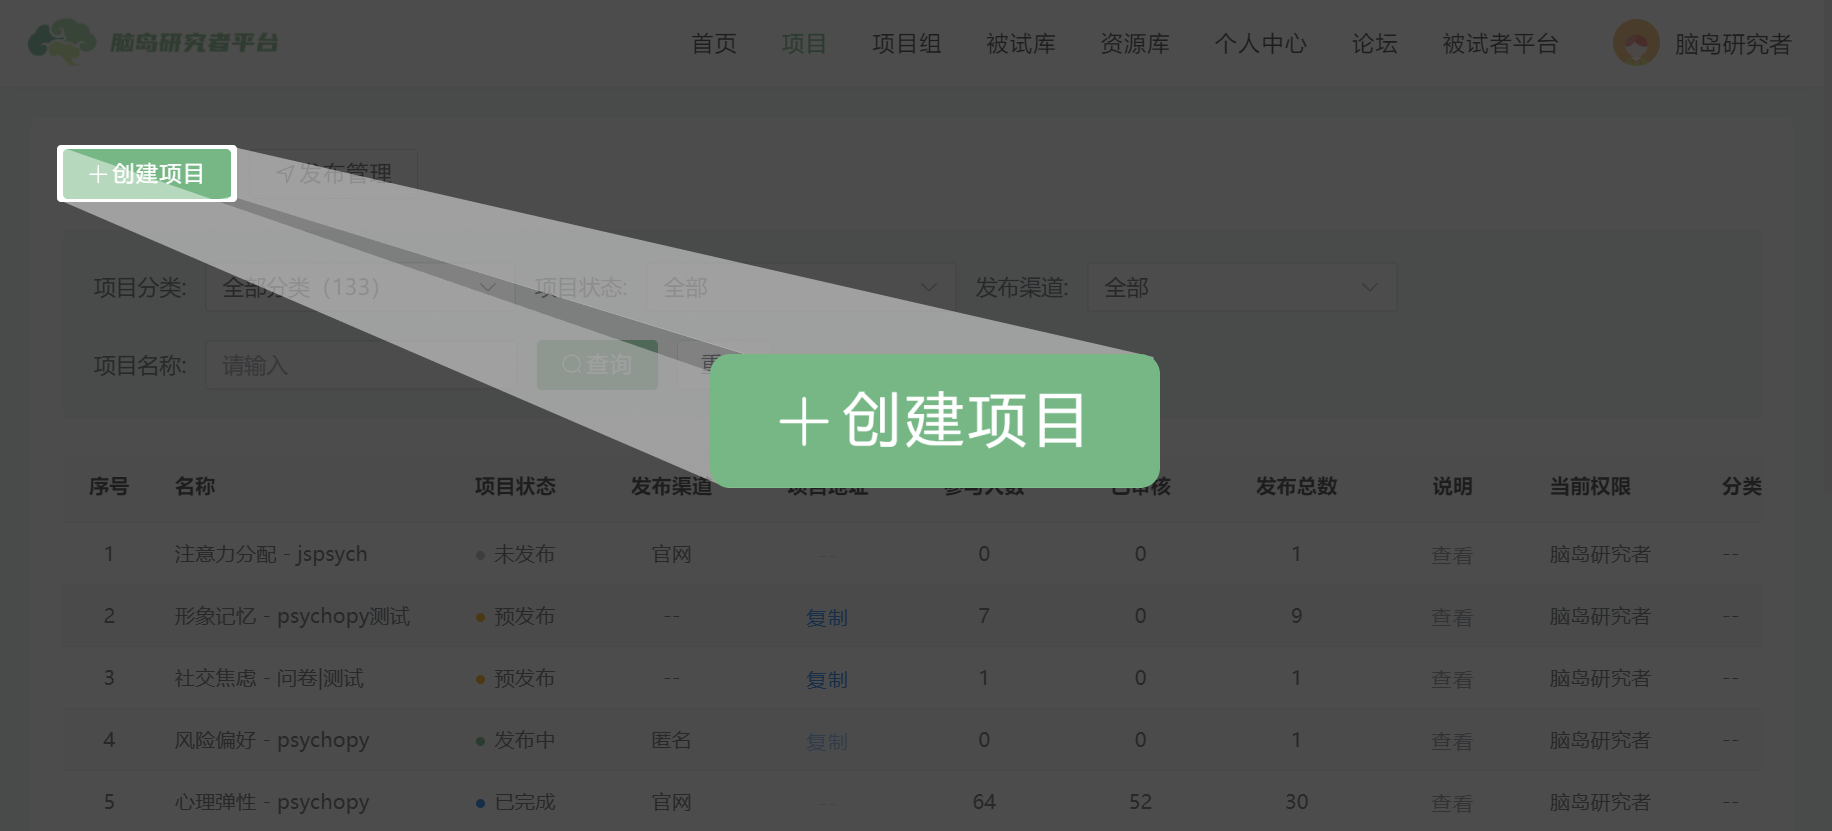 脑岛研究者平台
首页 项目 项目组 被试库 资源库 个人中心 论坛 被试者平台 脑岛研究者
创建项目 发布管理
项目分类: 全部分类（133） 项目状态: 全部 发布渠道: 全部
项目名称: 请输入 查询
创建项目
序号 名称 项目状态 发布渠道 项目地址 参与人数 已审核 发布总数 说明 当前权限 分类
1 注意力分配 - jspsych 未发布 官网 -- 0 0 1 查看 脑岛研究者 --
2 形象记忆 - psychopy测试 预发布 -- 复制 7 0 9 查看 脑岛研究者 --
3 社交焦虑 - 问卷|测试 预发布 -- 复制 1 0 1 查看 脑岛研究者 --
4 风险偏好 - psychopy 发布中 匿名 复制 0 0 1 查看 脑岛研究者 --
5 心理弹性 - psychopy 已完成 官网 -- 64 52 30 查看 脑岛研究者 --